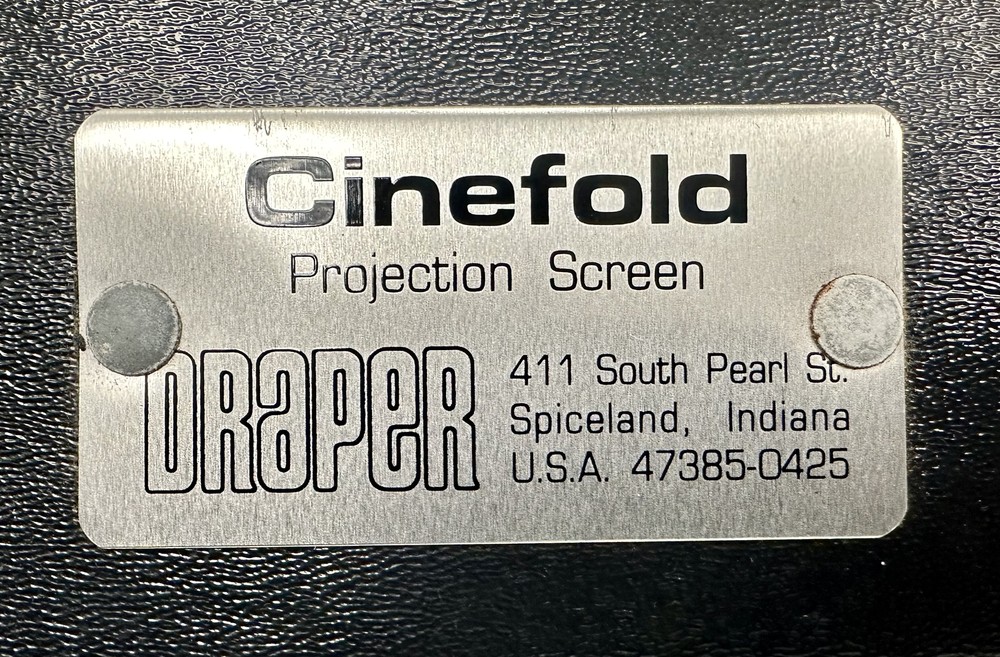 Cinefold
Projection Screen
DRAPER
411 South Pearl St.
Spiceland, Indiana
U.S.A. 47385-0425